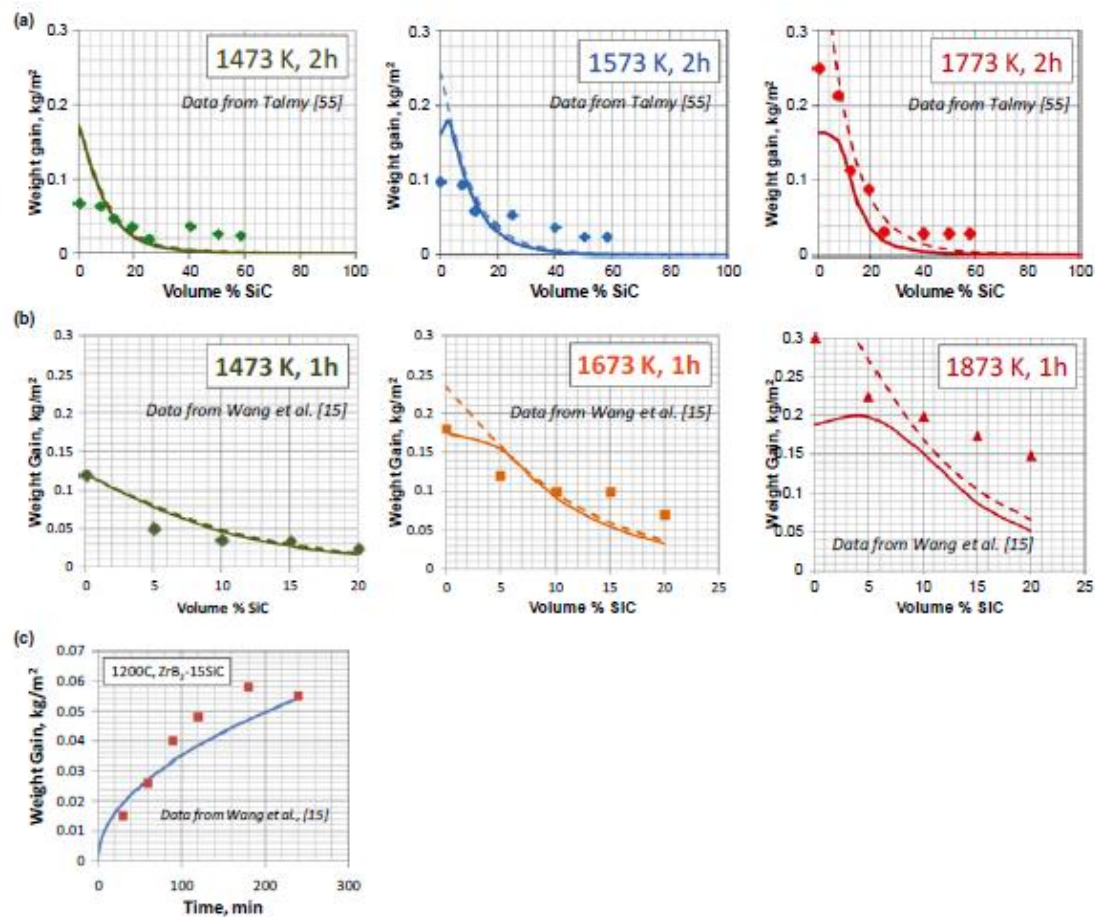 (a)
0.3
0.2
0.1
0
Weight gain, kg/m²
1473 K, 2h
Data from Talmy [55]
0 20 40 60 80 100
Volume % SiC
0.3
0.2
0.1
0
Weight gain, kg/m²
1573 K, 2h
Data from Talmy [55]
0 20 40 60 80 100
Volume % SiC
0.3
0.2
0.1
0
Weight gain, kg/m²
1773 K, 2h
Data from Talmy [55]
0 20 40 60 80 100
Volume % SiC
(b)
0.3
0.25
0.2
0.15
0.1
0.05
0
Weight Gain, kg/m²
1473 K, 1h
Data from Wang et al. [15]
0 5 10 15 20
Volume % SiC
0.3
0.25
0.2
0.15
0.1
0.05
0
Weight Gain, kg/m²
1673 K, 1h
Data from Wang et al. [15]
0 5 10 15 20 25
Volume % SiC
0.3
0.25
0.2
0.15
0.1
0.05
0
Weight Gain, kg/m²
1873 K, 1h
Data from Wang et al. [15]
0 5 10 15 20 25
Volume % SiC
(c)
0.07
0.06
0.05
0.04
0.03
0.02
0.01
0
Weight Gain, kg/m²
1200C, ZrB₂-15SiC
Data from Wang et al., [15]
0 100 200 300
Time, min